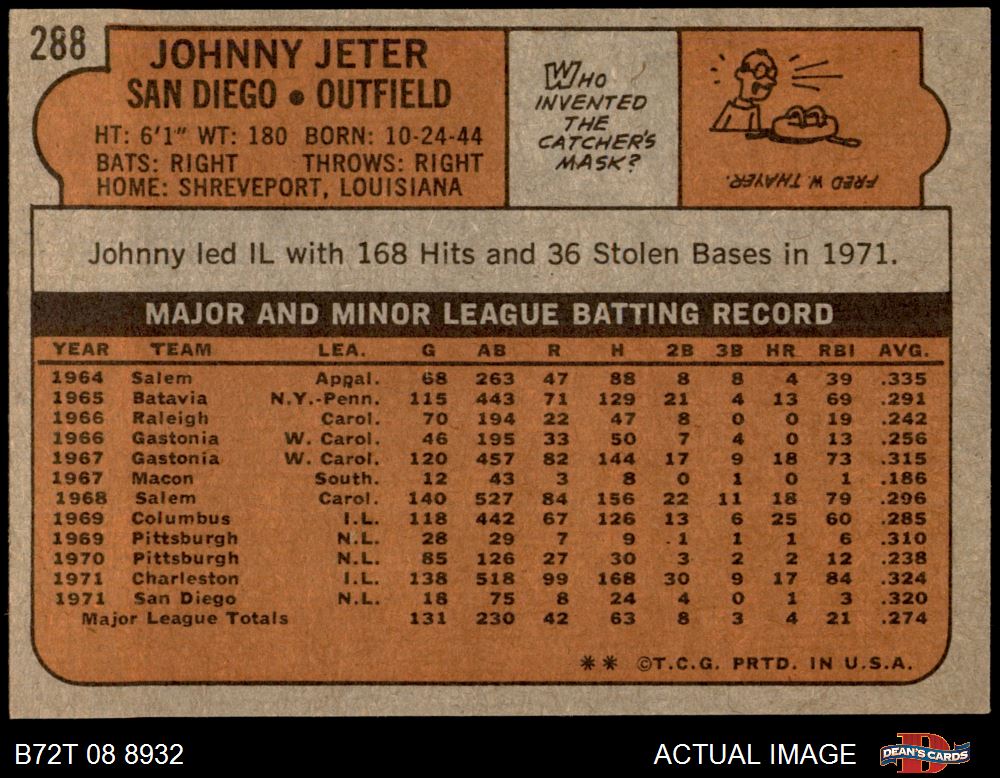 288
JOHNNY JETER
SAN DIEGO • OUTFIELD
HT: 6'1" WT: 180 BORN: 10-24-44
BATS: RIGHT THROWS: RIGHT
HOME: SHREVEPORT, LOUISIANA
WHO
INVENTED
THE
CATCHER'S
MASK?
FRED W. THAYER.
Johnny led IL with 168 Hits and 36 Stolen Bases in 1971.
MAJOR AND MINOR LEAGUE BATTING RECORD
YEAR TEAM LEA. G AB R H 2B 3B HR RBI AVG.
1964 Salem Appal. 68 263 47 88 8 8 4 39 .335
1965 Batavia N.Y.-Penn. 115 443 71 129 21 4 13 69 .291
1966 Raleigh Carol. 70 194 22 47 8 0 0 19 .242
1966 Gastonia W. Carol. 46 195 33 50 7 4 0 13 .256
1967 Gastonia W. Carol. 120 457 82 144 17 9 18 73 .315
1967 Macon South. 12 43 3 8 0 1 0 1 .186
1968 Salem Carol. 140 527 84 156 22 11 18 79 .296
1969 Columbus I.L. 118 442 67 126 13 6 25 60 .285
1969 Pittsburgh N.L. 28 29 7 9 1 1 1 6 .310
1970 Pittsburgh N.L. 85 126 27 30 3 2 2 12 .238
1971 Charleston I.L. 138 518 99 168 30 9 17 84 .324
1971 San Diego N.L. 18 75 8 24 4 0 1 3 .320
Major League Totals 131 230 42 63 8 3 4 21 .274
** ©T.C.G. PRTD. IN U.S.A.
B72T 08 8932
ACTUAL IMAGE
DEAN'S CARDS